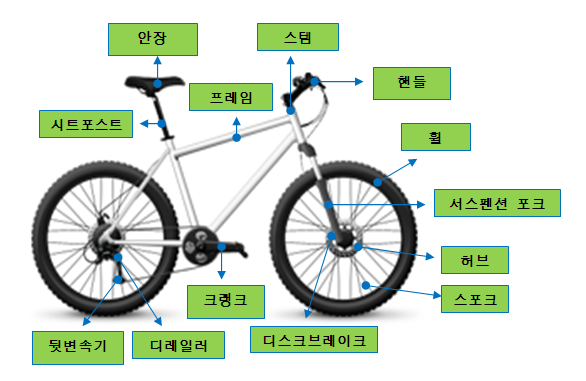 안장
스템
핸들
프레임
시트포스트
휠
서스펜션 포크
허브
스포크
크랭크
뒷변속기
디레일러
디스크브레이크